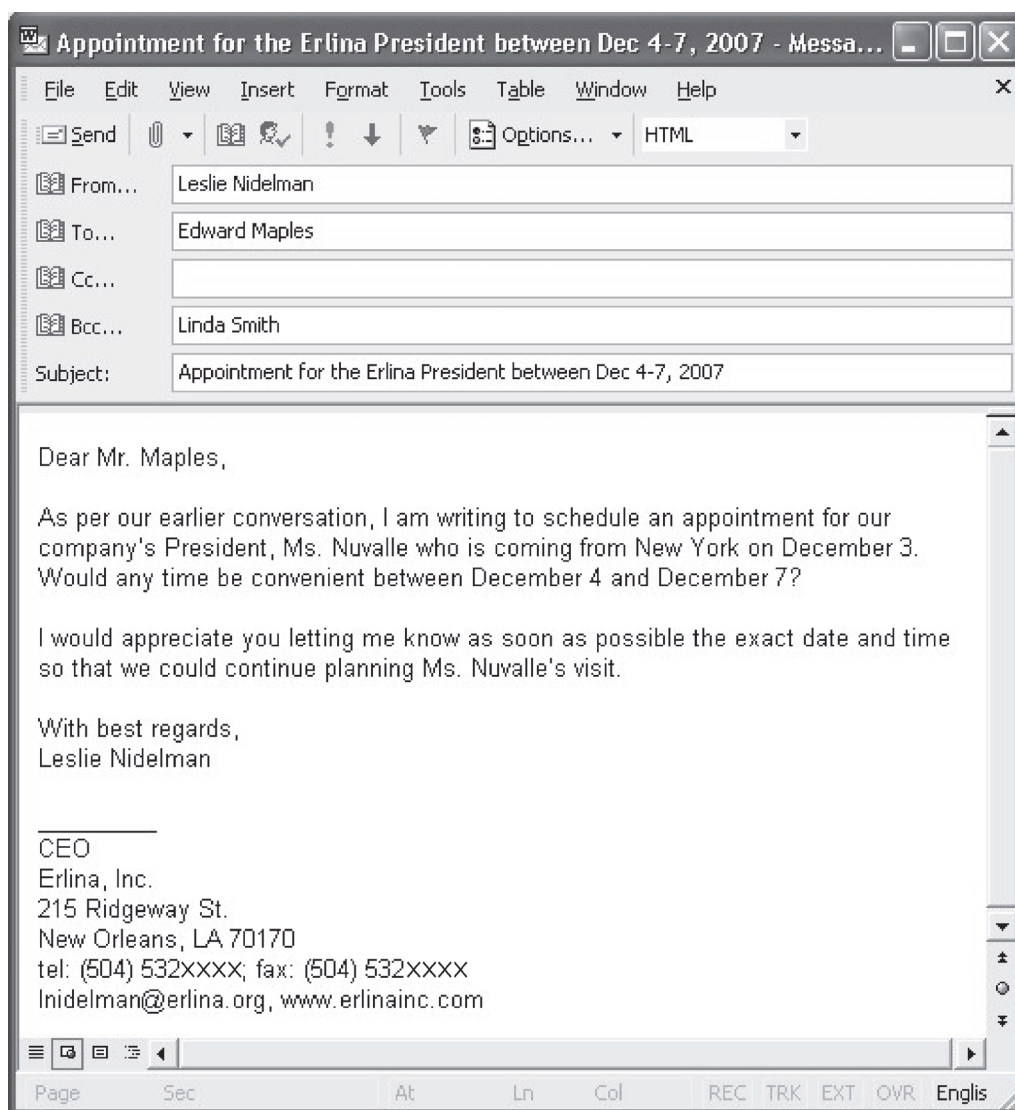 Appointment for the Erlina President between Dec 4-7, 2007 - Messa...
File Edit View Insert Format Tools Table Window Help
Send Options... HTML
From... Leslie Nidelman
To... Edward Maples
Cc...
Bcc... Linda Smith
Subject: Appointment for the Erlina President between Dec 4-7, 2007
Dear Mr. Maples,
As per our earlier conversation, I am writing to schedule an appointment for our
company's President, Ms. Nuvalle who is coming from New York on December 3.
Would any time be convenient between December 4 and December 7?
I would appreciate you letting me know as soon as possible the exact date and time
so that we could continue planning Ms. Nuvalle's visit.
With best regards,
Leslie Nidelman
CEO
Erlina, Inc.
215 Ridgeway St.
New Orleans, LA 70170
tel: (504) 532XXXX; fax: (504) 532XXXX
lnidelman@erlina.org, www.erlinainc.com
Page Sec At Ln Col REC TRK EXT OVR Englis